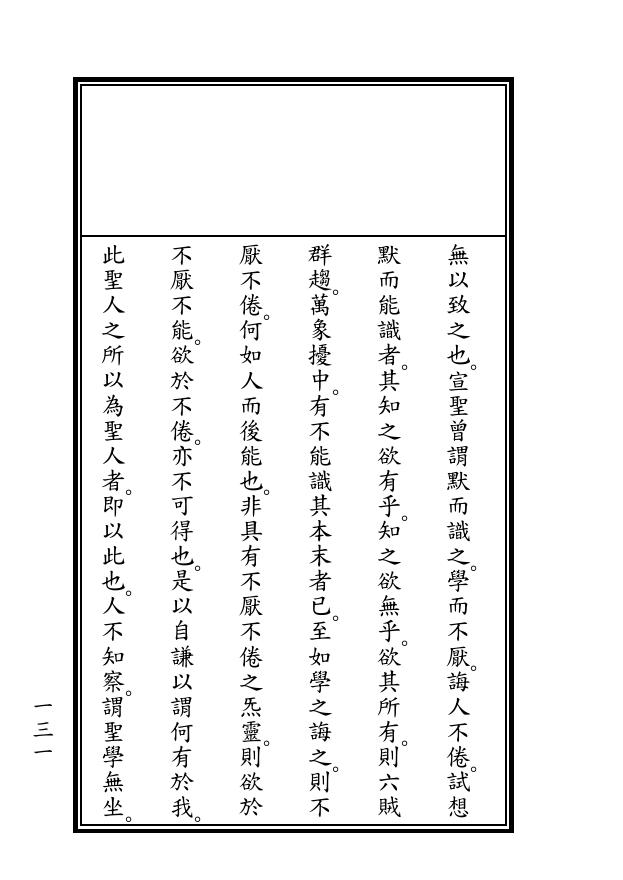 無以致之也。宣聖曾謂默而識之。學而不厭。誨人不倦。試想
默而能識者。其知之欲有乎。知之欲無乎。欲其所有。則六賊
群趨。萬象擾中。有不能識其本末者已。至如學之誨之。則不
厭不倦。何如人而後能也。非具有不厭不倦之炁靈。則欲於
不厭不能。欲於不倦。亦不可得也。是以自謙以謂何有於我。
此聖人之所以為聖人者。即以此也。人不知察。謂聖學無坐。
一三一